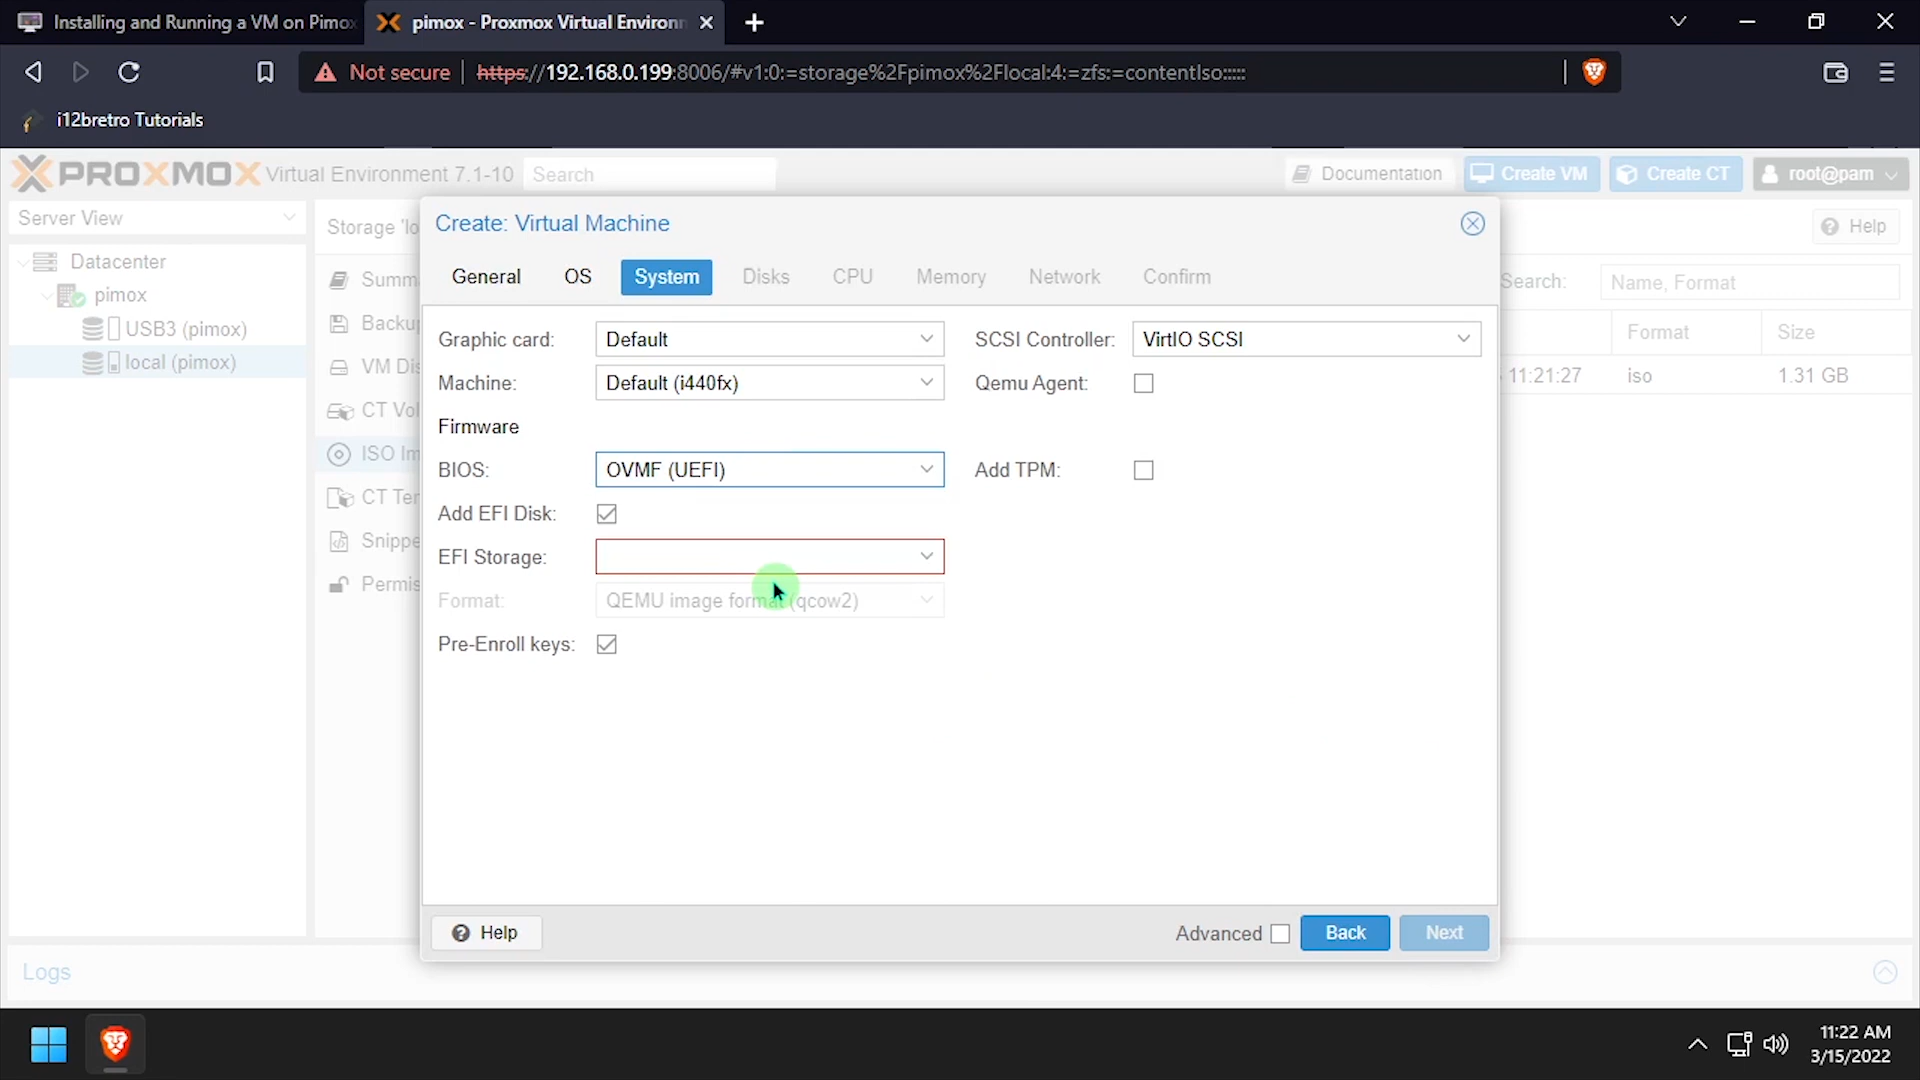 Installing and Running a VM on Pimox
pimox - Proxmox Virtual Environm
Not secure
https://192.168.0.199:8006/#v1:0:=storage%2Fpimox%2Flocal:4:=zfs:=contentIso:::::
i12bretro Tutorials
PROXMOX Virtual Environment 7.1-10
Search
Documentation
Create VM
Create CT
root@pam
Server View
Storage 'lo
Help
Datacenter
pimox
USB3 (pimox)
local (pimox)
Summ
Backu
VM Dis
CT Vol
ISO Im
CT Ter
Snippe
Permis
Search:
Name, Format
Format
Size
11:21:27
iso
1.31 GB
Create: Virtual Machine
General
OS
System
Disks
CPU
Memory
Network
Confirm
Graphic card:
Default
SCSI Controller:
VirtIO SCSI
Machine:
Default (i440fx)
Qemu Agent:
Firmware
BIOS:
OVMF (UEFI)
Add TPM:
Add EFI Disk:
EFI Storage:
Format:
QEMU image format (qcow2)
Pre-Enroll keys:
Help
Advanced
Back
Next
Logs
11:22 AM
3/15/2022